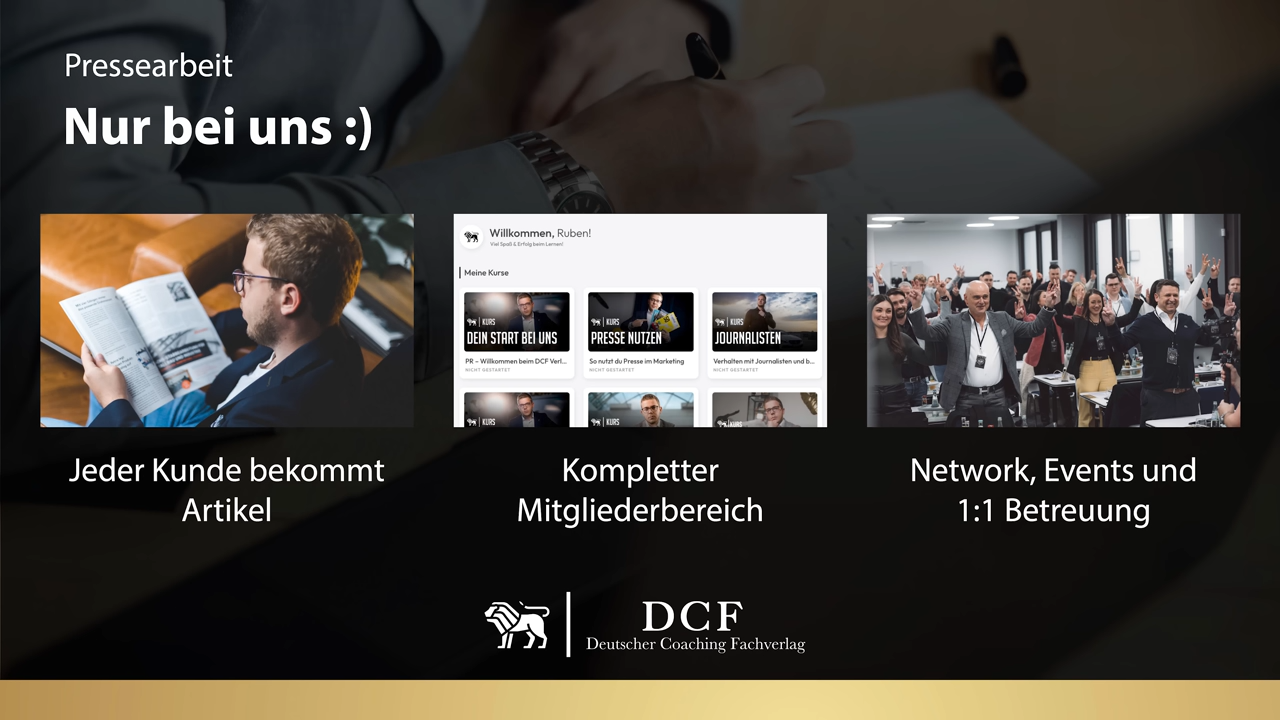 Pressearbeit
Nur bei uns :)
Willkommen, Ruben!
Viel Spaß & Erfolg beim Lernen!
Meine Kurse
KURS
DEIN START BEI UNS
KURS
PRESSE NUTZEN
KURS
JOURNALISTEN
PR – Willkommen beim DCF Verl...
So nutzt du Presse im Marketing
Verhalten mit Journalisten und b...
NICHT GESTARTET
NICHT GESTARTET
NICHT GESTARTET
KURS
KURS
KURS
Jeder Kunde bekommt
Artikel
Kompletter
Mitgliederbereich
Network, Events und
1:1 Betreuung
DCF
Deutscher Coaching Fachverlag